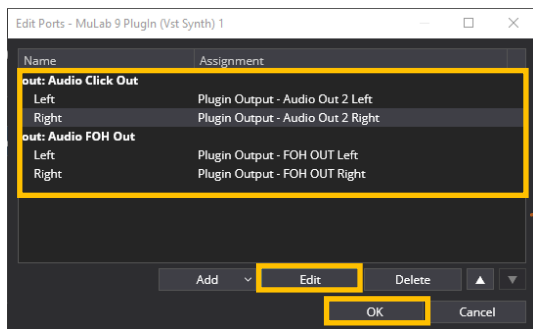 Edit Ports - MuLab 9 PlugIn (Vst Synth) 1
Name Assignment
out: Audio Click Out
Left Plugin Output - Audio Out 2 Left
Right Plugin Output - Audio Out 2 Right
out: Audio FOH Out
Left Plugin Output - FOH OUT Left
Right Plugin Output - FOH OUT Right
Add Edit Delete
OK Cancel